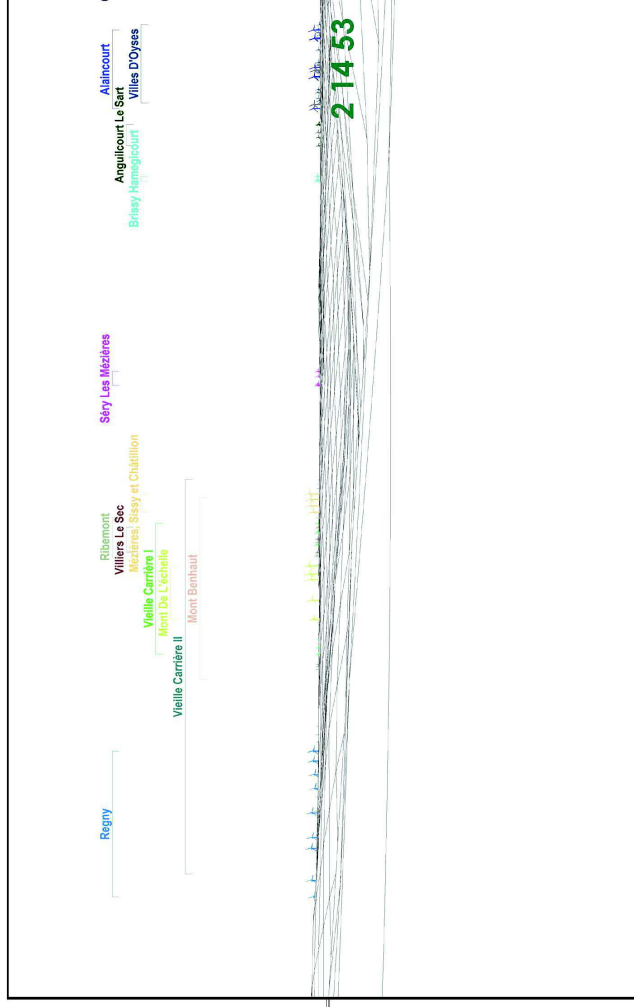 Alaincourt
Anguilcourt Le Sart
Villes D'Oyses
Brissy Hamégicourt
Séry Les Mézières
Ribemont
Villiers Le Sec
Mézières, Sissy et Châtillion
Vieille Carrière I
Mont De L'échelle
Vieille Carrière II
Mont Benhaut
Regny
2 14 53